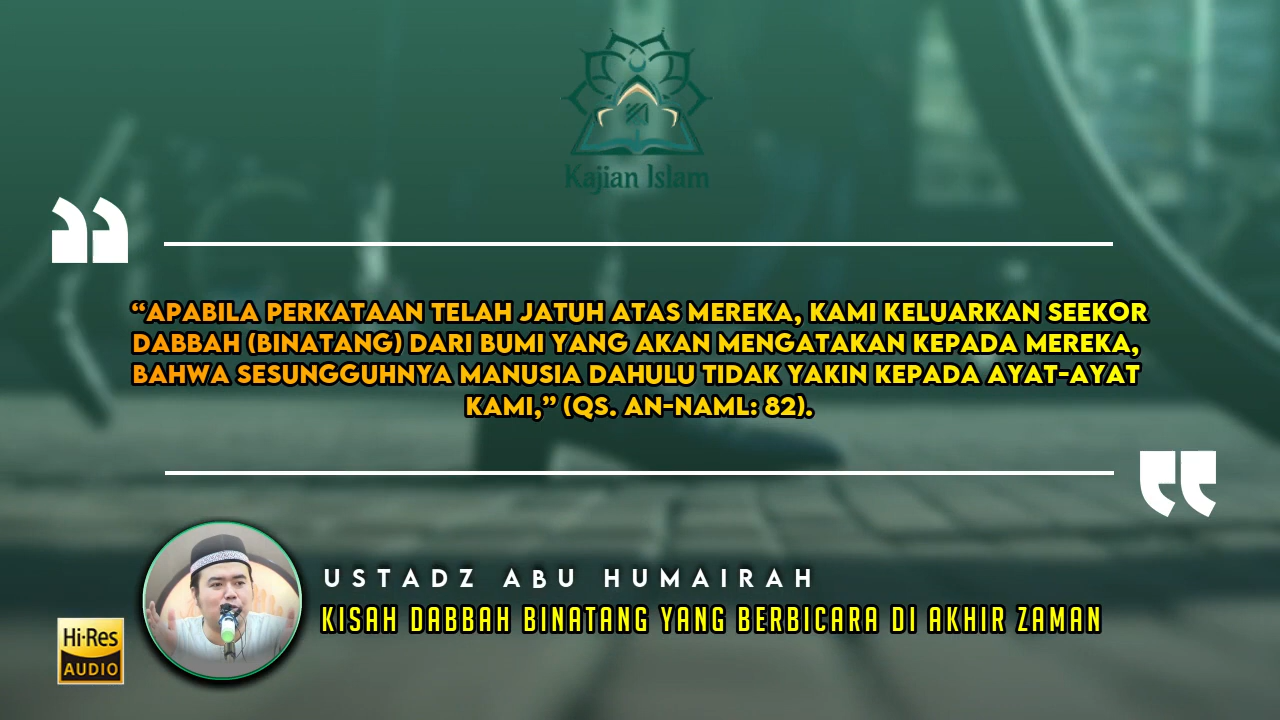 Kajian Islam
“APABILA PERKATAAN TELAH JATUH ATAS MEREKA, KAMI KELUARKAN SEEKOR
DABBAH (BINATANG) DARI BUMI YANG AKAN MENGATAKAN KEPADA MEREKA,
BAHWA SESUNGGUHNYA MANUSIA DAHULU TIDAK YAKIN KEPADA AYAT-AYAT
KAMI,” (QS. AN-NAML: 82).
USTADZ ABU HUMAIRAH
KISAH DABBAH BINATANG YANG BERBICARA DI AKHIR ZAMAN
Hi-Res
AUDIO